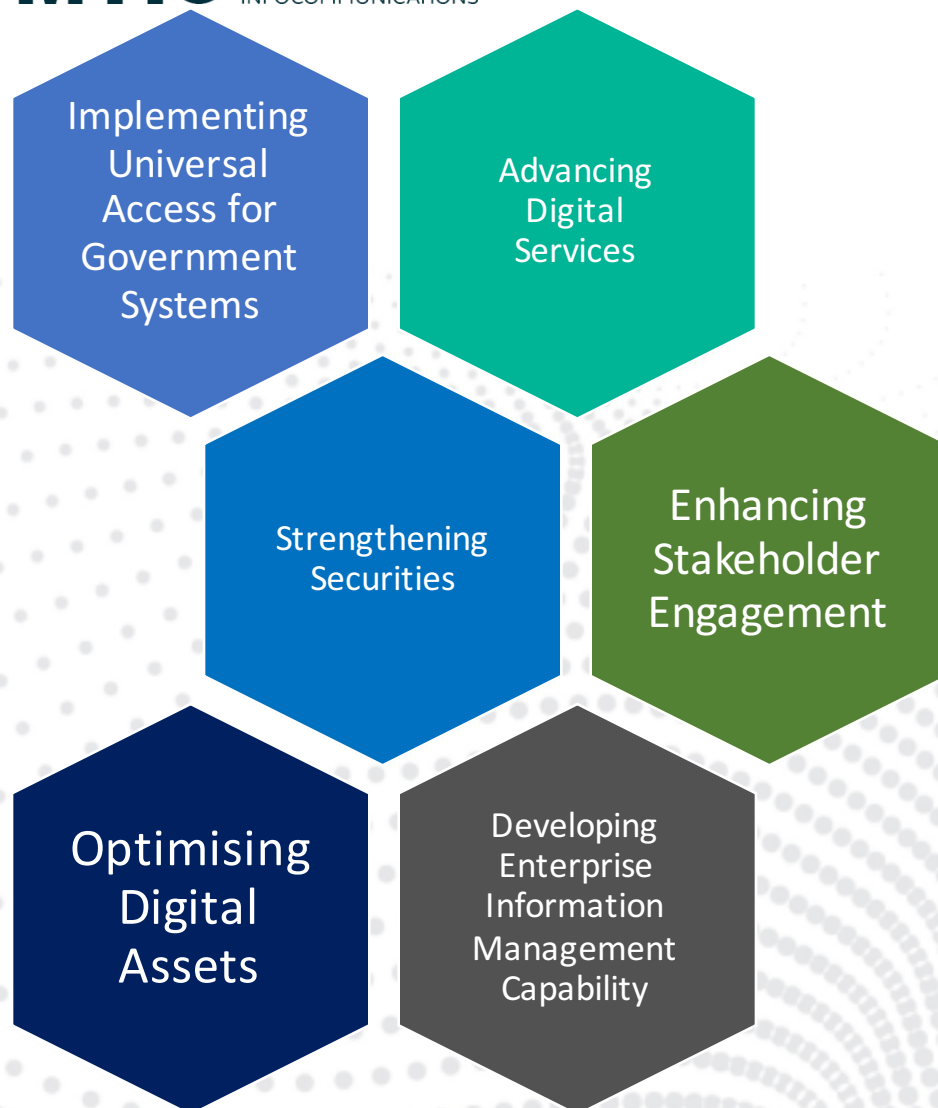 INFOCOMMUNICATIONS
Implementing
Universal
Access for
Government
Systems
Advancing
Digital
Services
Strengthening
Securities
Enhancing
Stakeholder
Engagement
Optimising
Digital
Assets
Developing
Enterprise
Information
Management
Capability